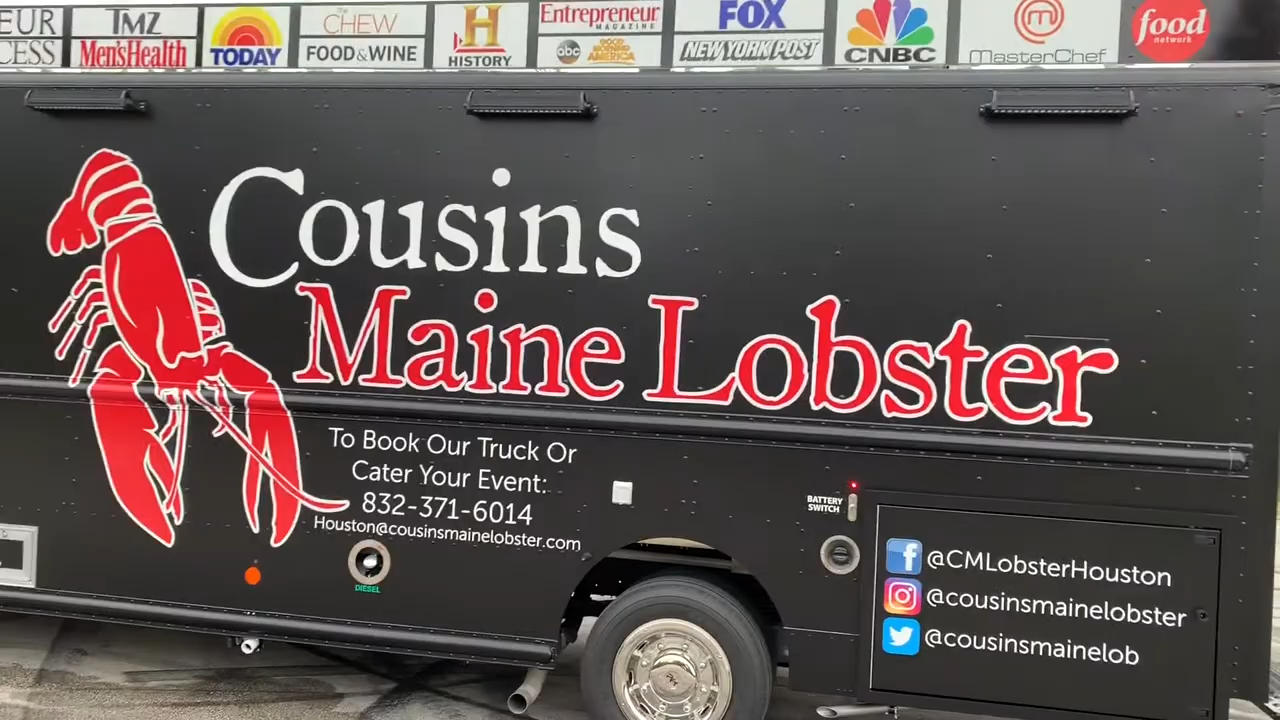 EUR
CESS
TMZ
Men'sHealth
TODAY
The
CHEW
FOOD&WINE
H
HISTORY
Entrepreneur
MAGAZINE
abc
GOOD
MORNING
AMERICA
FOX
NEW YORK POST
CNBC
MasterChef
food
network
Cousins
Maine Lobster
To Book Our Truck Or
Cater Your Event:
832-371-6014
Houston@cousinsmainelobster.com
DIESEL
BATTERY
SWITCH
@CMLobsterHouston
@cousinsmainelobster
@cousinsmainelob